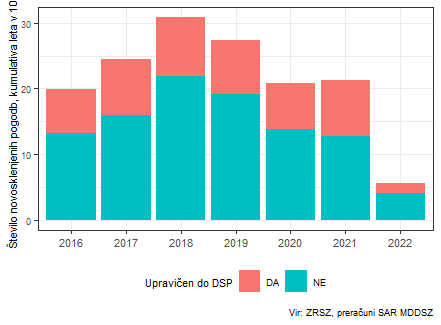 Število novosklenjenih pogodb, kumulativa leta v 10
30
20
10
0
2016 2017 2018 2019 2020 2021 2022
Upravičen do DSP DA NE
Vir: ZRSZ, preračuni SAR MDDSZ